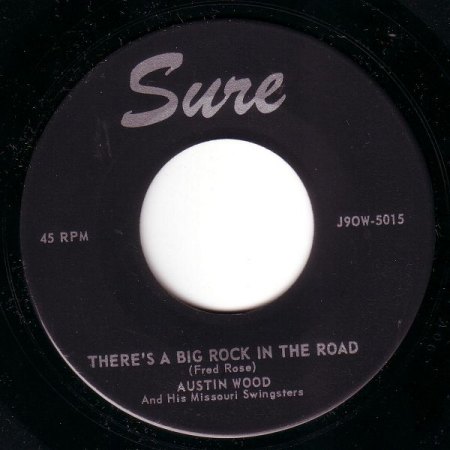 Sure
45 RPM
J9OW-5015
THERE'S A BIG ROCK IN THE ROAD
(Fred Rose)
AUSTIN WOOD
And His Missouri Swingsters